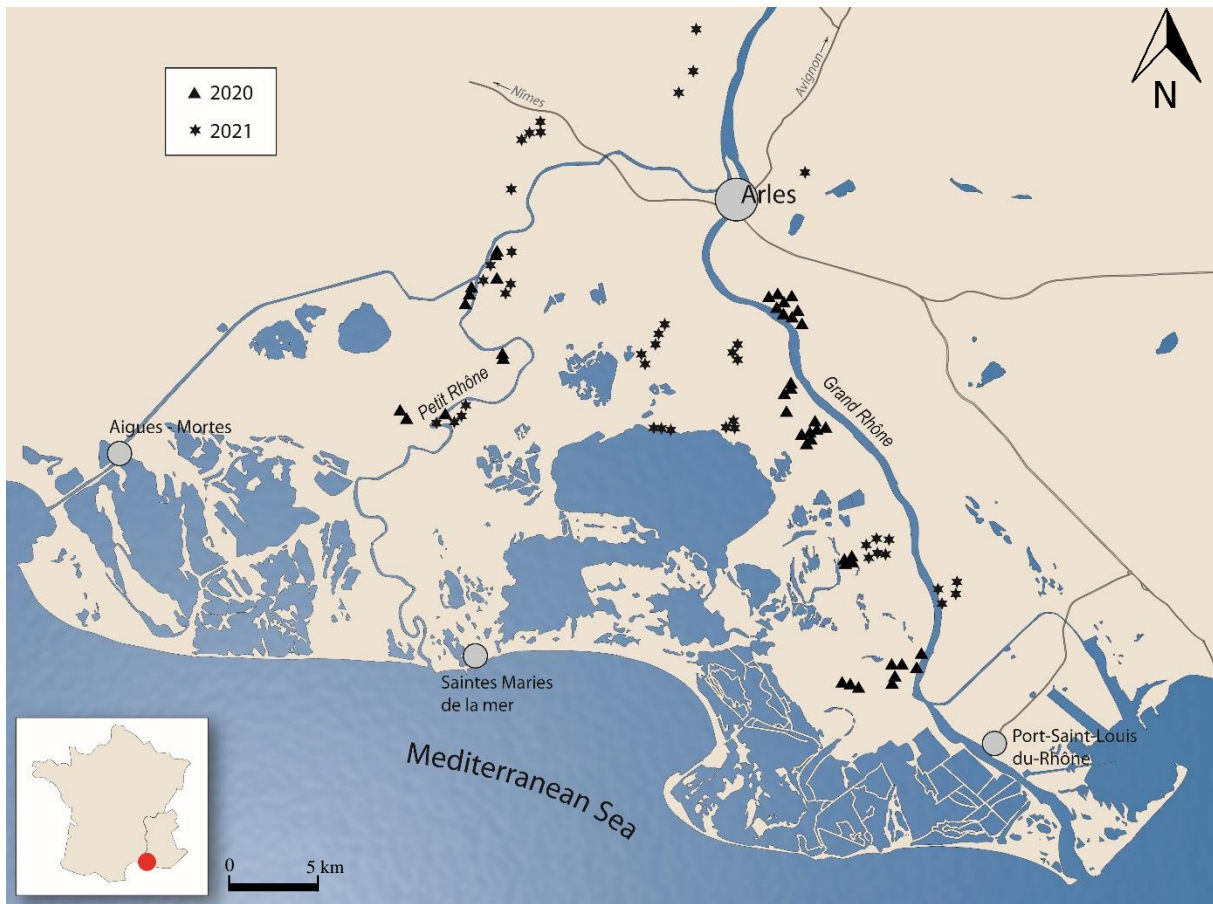 2020
2021
N
Nîmes
Avignon
Arles
Petit Rhône
Grand Rhône
Aigues - Mortes
Saintes Maries
de la mer
Port-Saint-Louis
du-Rhône
Mediterranean Sea
0 5 km